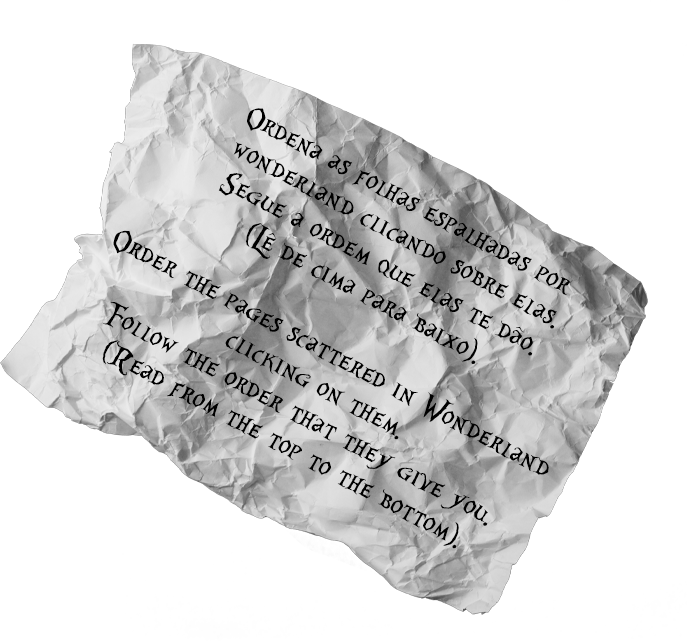 Ordena as folhas espalhadas por
wonderland clicando sobre elas.
Segue a ordem que elas te dão.
(Lê de cima para baixo).
Order the pages scattered in Wonderland
clicking on them.
Follow the order that they give you.
(Read from the top to the bottom).